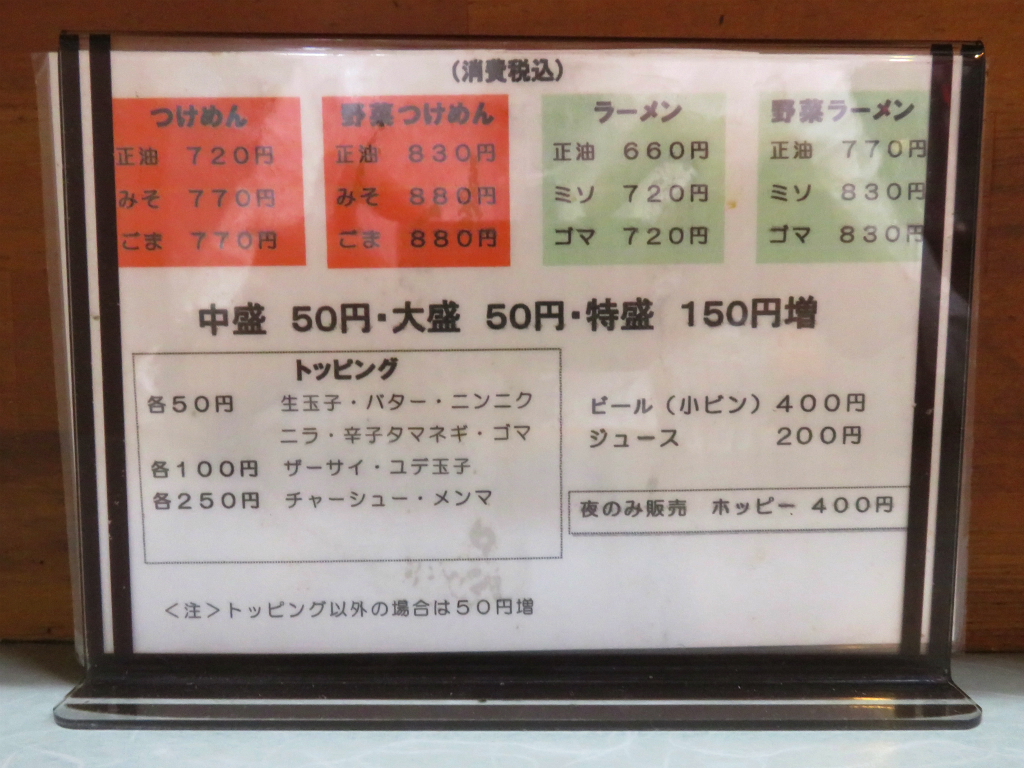 (消費税込)
つけめん
正油　７２０円
みそ　７７０円
ごま　７７０円
野菜つけめん
正油　８３０円
みそ　８８０円
ごま　８８０円
ラーメン
正油　６６０円
ミソ　７２０円
ゴマ　７２０円
野菜ラーメン
正油　７７０円
ミソ　８３０円
ゴマ　８３０円
中盛　50円・大盛　50円・特盛　150円増
トッピング
各５０円　生玉子・バター・ニンニク
ニラ・辛子タマネギ・ゴマ
各１００円　ザーサイ・ユデ玉子
各２５０円　チャーシュー・メンマ
＜注＞トッピング以外の場合は５０円増
ビール（小ビン）４００円
ジュース　２００円
夜のみ販売　ホッピー　４００円